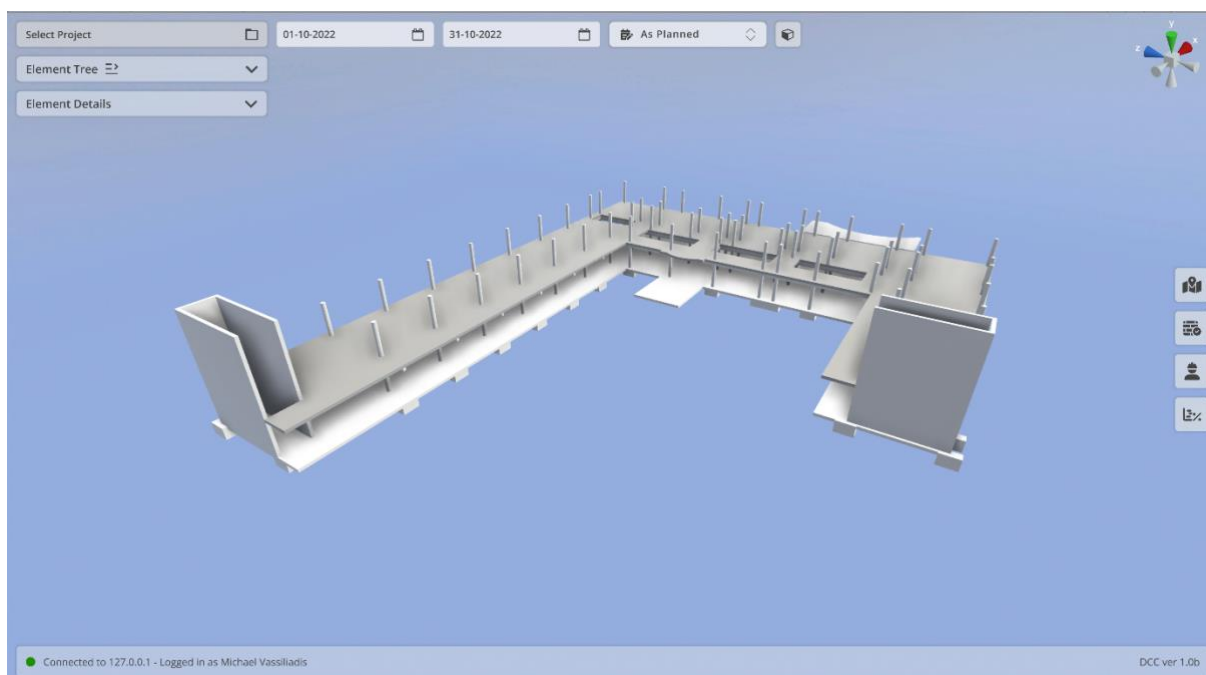 Select Project
01-10-2022
31-10-2022
As Planned
Element Tree
Element Details
y
z
x
Connected to 127.0.0.1 - Logged in as Michael Vassiliadis
DCC ver 1.0b